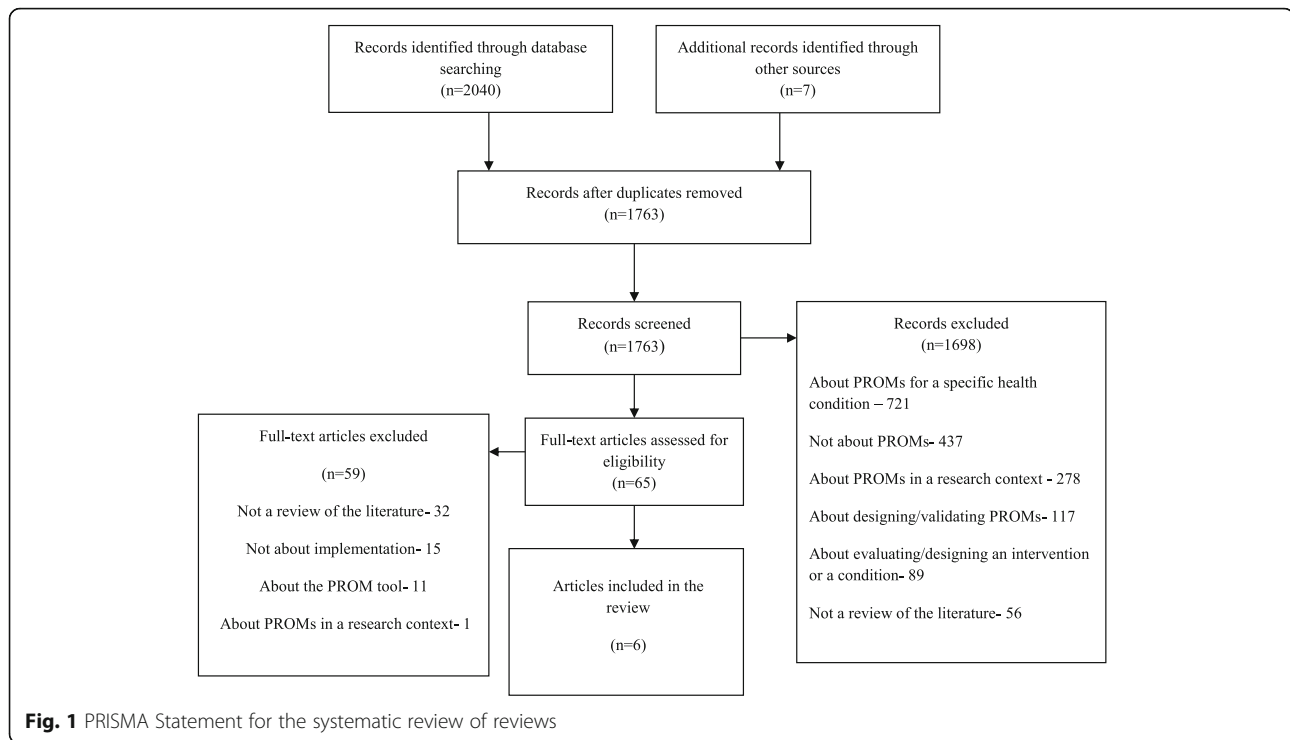 Records identified through database
searching
(n=2040)
Additional records identified through
other sources
(n=7)
Records after duplicates removed
(n=1763)
Records screened
(n=1763)
Records excluded
(n=1698)
About PROMs for a specific health
condition – 721
Not about PROMs- 437
About PROMs in a research context - 278
About designing/validating PROMs- 117
About evaluating/designing an intervention
or a condition- 89
Not a review of the literature- 56
Full-text articles assessed for
eligibility
(n=65)
Full-text articles excluded
(n=59)
Not a review of the literature- 32
Not about implementation- 15
About the PROM tool- 11
About PROMs in a research context- 1
Articles included in the
review
(n=6)
Fig. 1 PRISMA Statement for the systematic review of reviews